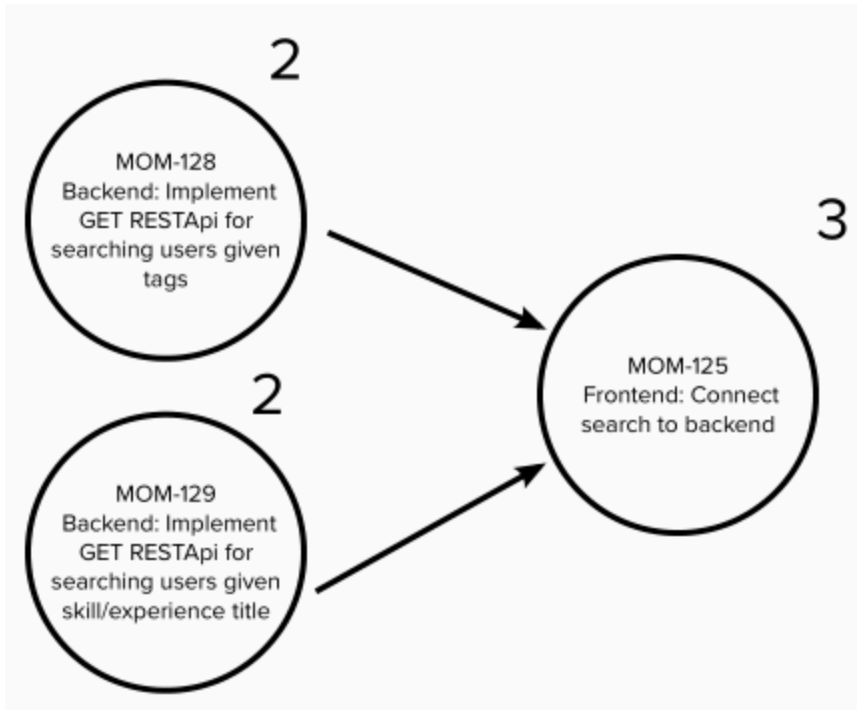 2
MOM-128
Backend: Implement
GET RESTApi for
searching users given
tags
2
MOM-129
Backend: Implement
GET RESTApi for
searching users given
skill/experience title
3
MOM-125
Frontend: Connect
search to backend